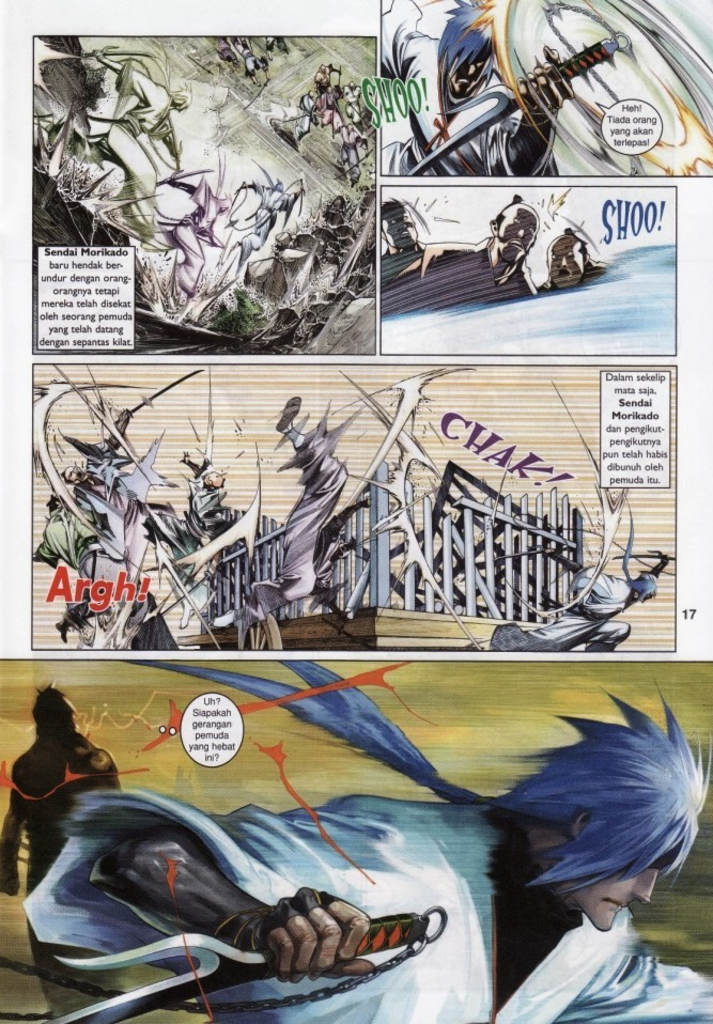 Sendai Morikado
baru hendak ber-
undur dengan orang-
orangnya tetapi
mereka telah disekat
oleh seorang pemuda
yang telah datang
dengan sepantas kilat.
SHOO!
Heh!
Tiada orang
yang akan
terlepas!
SHOO!
Argh!
CHAK!
Dalam sekelip
mata saja,
Sendai
Morikado
dan pengikut-
pengikutnya
pun telah habis
dibunuh oleh
pemuda itu.
17
Uh?
Siapakah
gerangan
pemuda
yang hebat
ini?